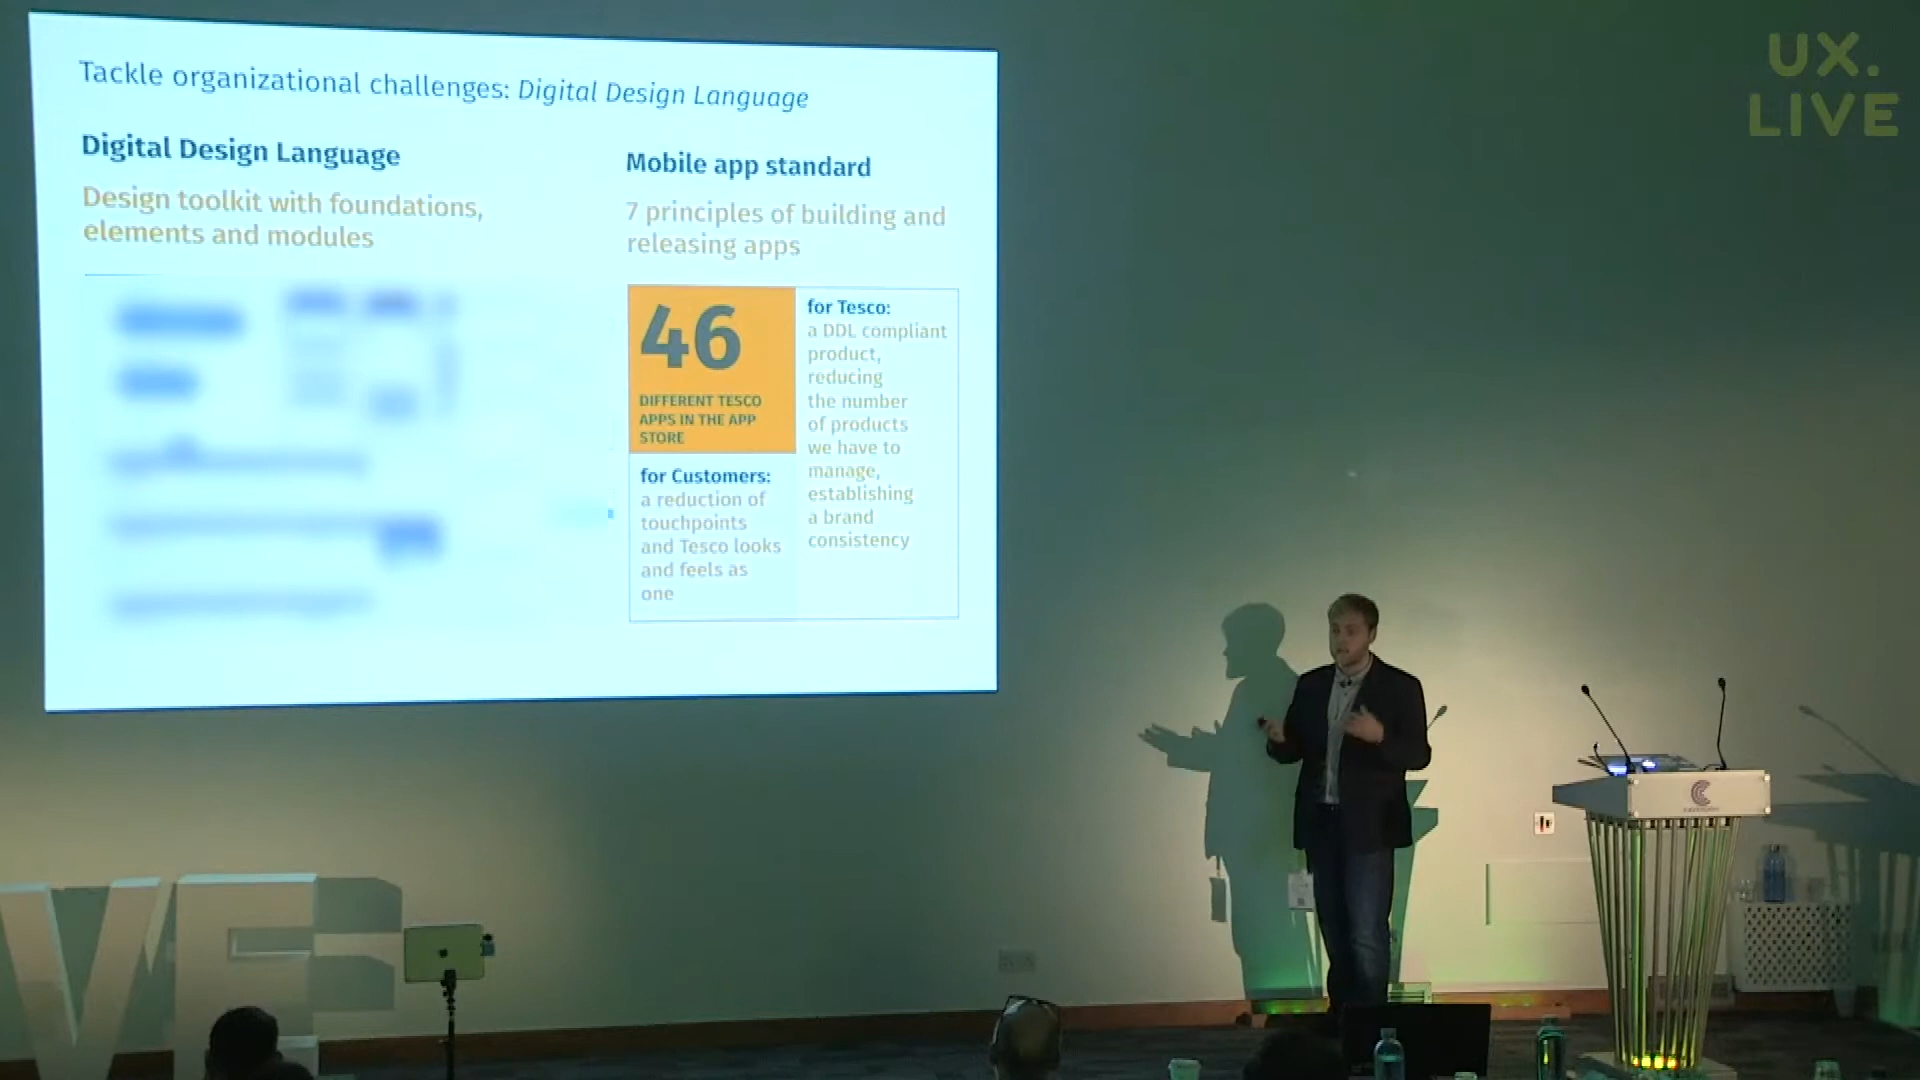 UX.
LIVE
Tackle organizational challenges: Digital Design Language
Digital Design Language
Design toolkit with foundations,
elements and modules
Mobile app standard
7 principles of building and
releasing apps
46
DIFFERENT TESCO
APPS IN THE APP
STORE
for Customers:
a reduction of
touchpoints
and Tesco looks
and feels as
one
for Tesco:
a DDL compliant
product,
reducing
the number
of products
we have to
manage,
establishing
a brand
consistency
VE